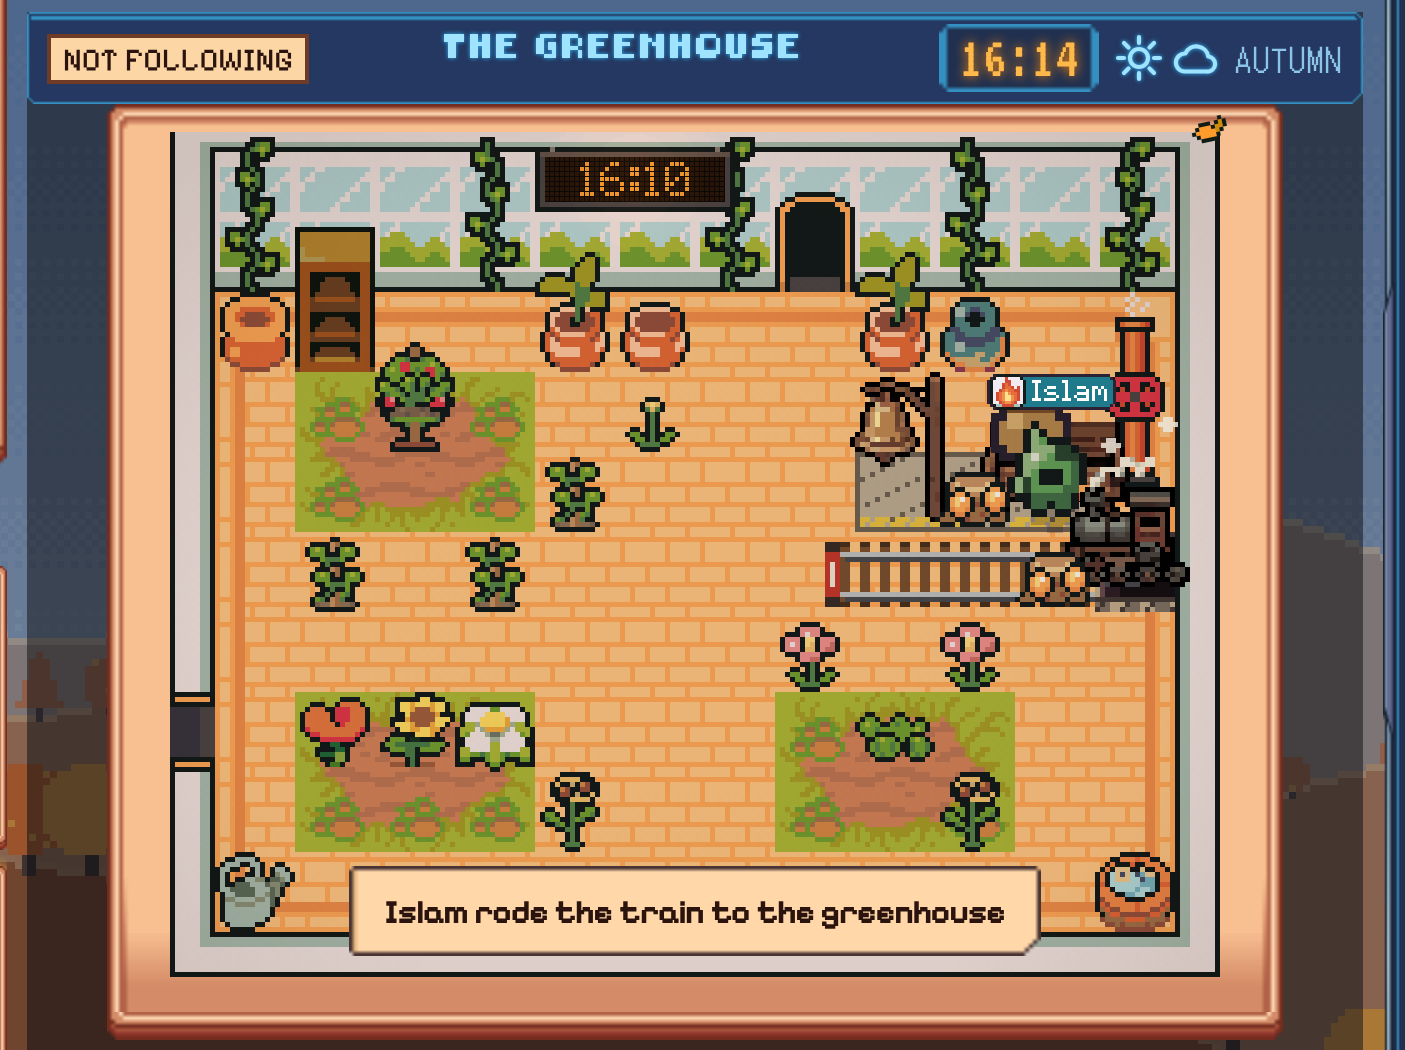 NOT FOLLOWING
THE GREENHOUSE
16:14
AUTUMN
16:10
Islam
Islam rode the train to the greenhouse